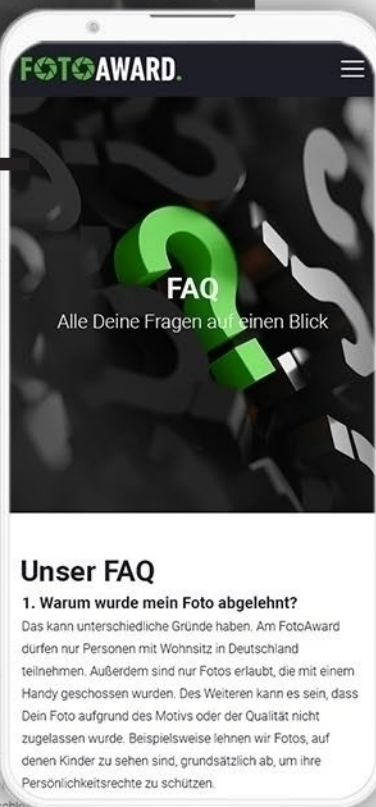 FOTOAWARD.
FAQ
Alle Deine Fragen auf einen Blick
Unser FAQ
1. Warum wurde mein Foto abgelehnt?
Das kann unterschiedliche Gründe haben. Am FotoAward
dürfen nur Personen mit Wohnsitz in Deutschland
teilnehmen. Außerdem sind nur Fotos erlaubt, die mit einem
Handy geschossen wurden. Des Weiteren kann es sein, dass
Dein Foto aufgrund des Motivs oder der Qualität nicht
zugelassen wurde. Beispielsweise lehnen wir Fotos, auf
denen Kinder zu sehen sind, grundsätzlich ab, um ihre
Persönlichkeitsrechte zu schützen.